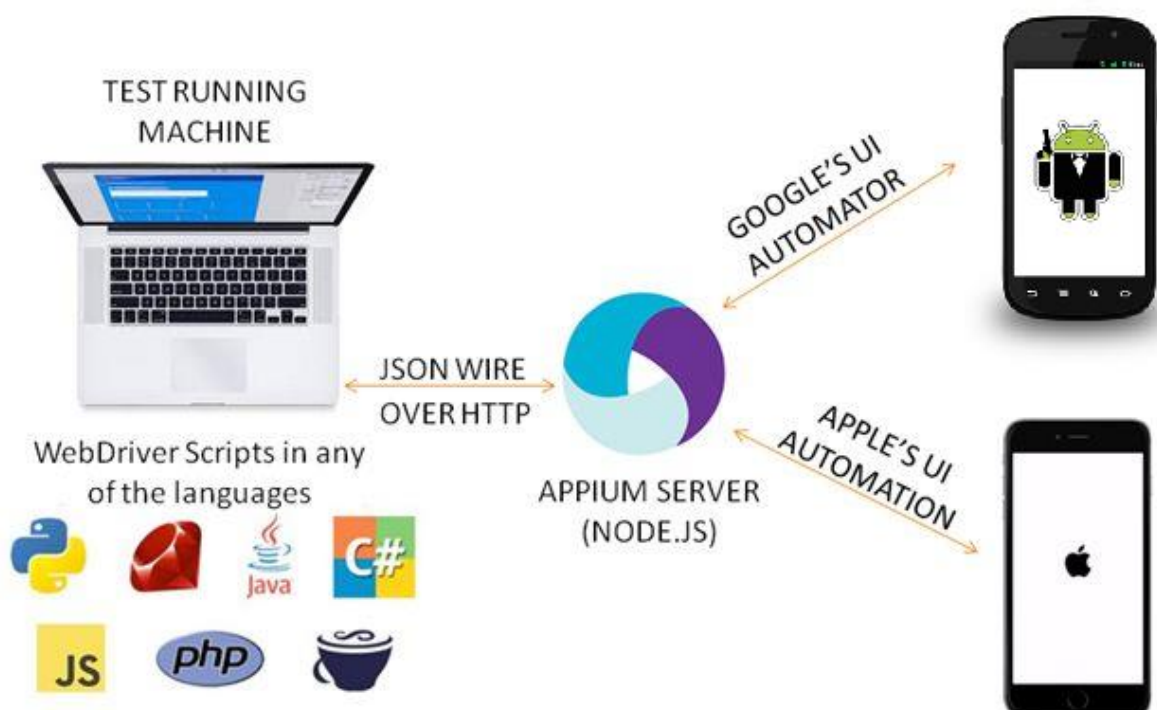 TEST RUNNING
MACHINE
JSON WIRE
OVER HTTP
WebDriver Scripts in any
of the languages
Java
C#
JS
php
APPIUM SERVER
(NODE.JS)
GOOGLE'S UI
AUTOMATOR
APPLE'S UI
AUTOMATION